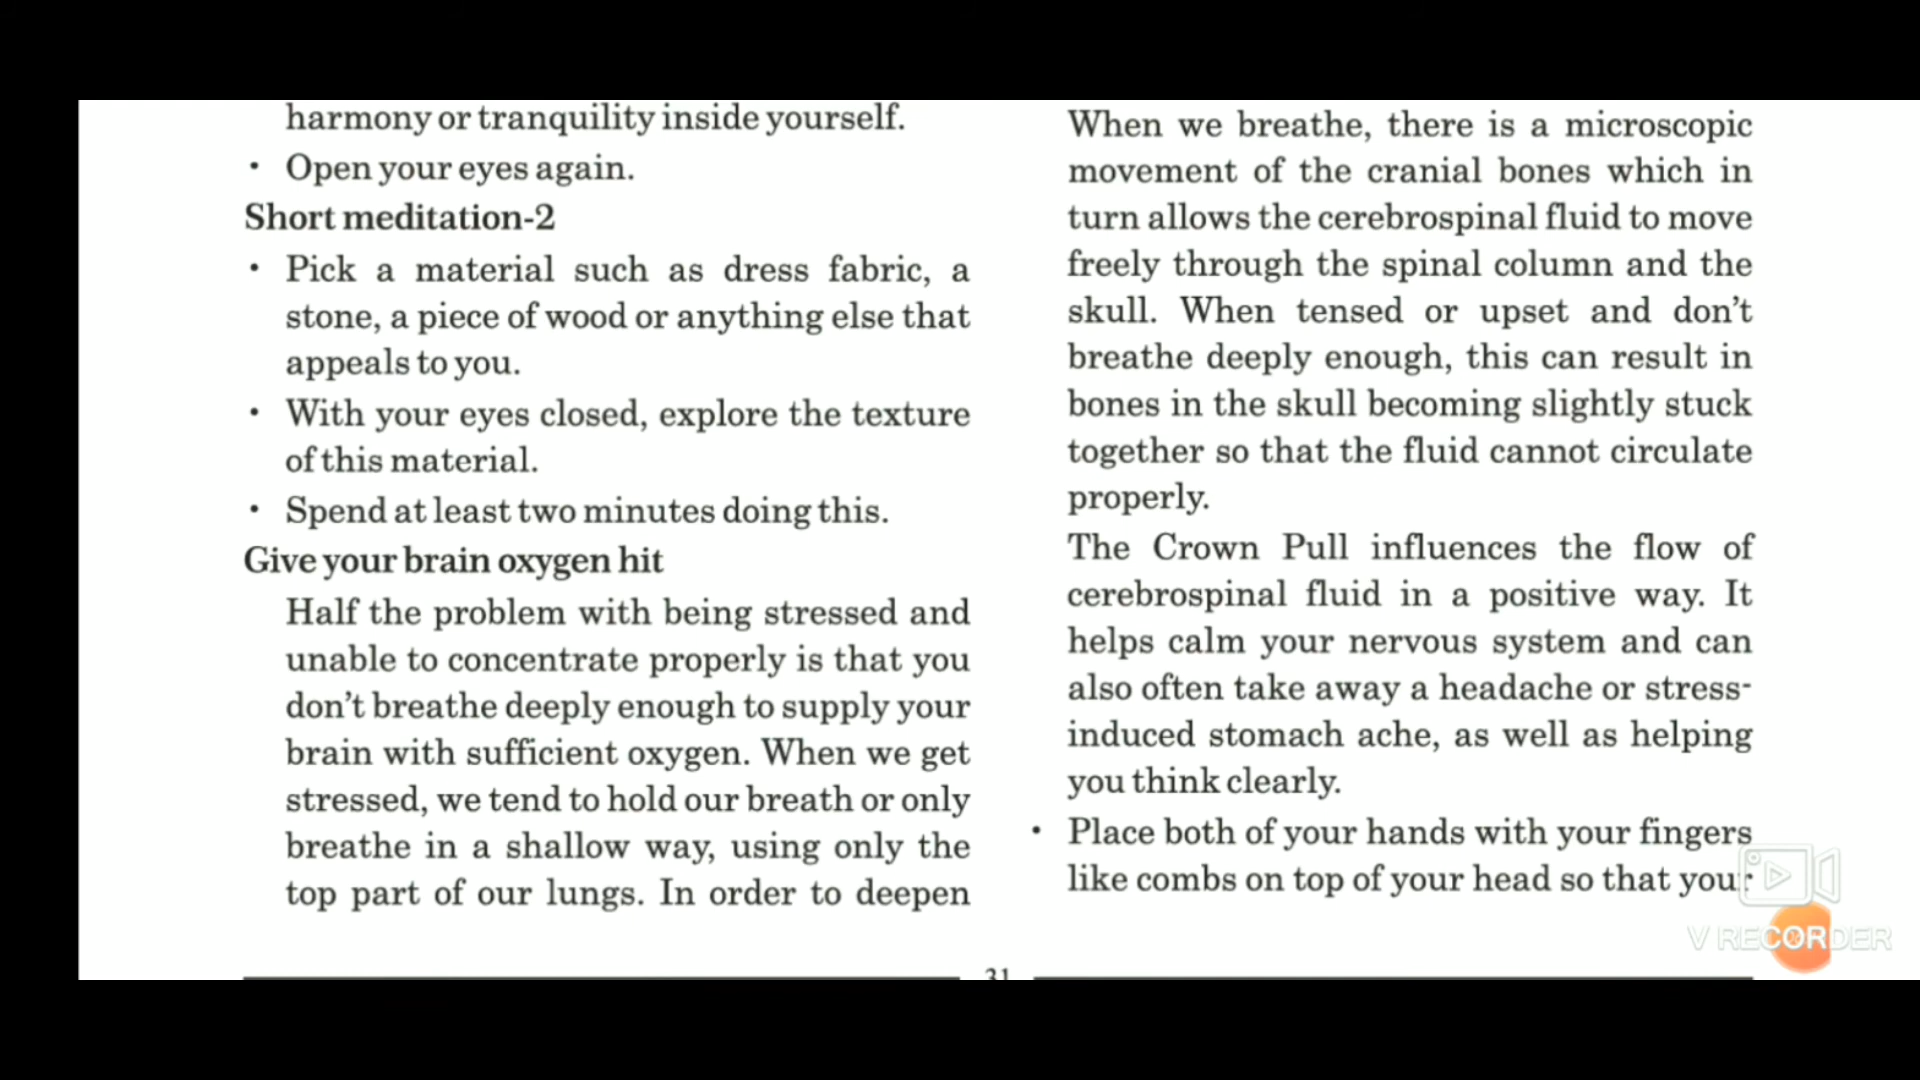 harmony or tranquility inside yourself.
• Open your eyes again.
Short meditation-2
• Pick a material such as dress fabric, a
stone, a piece of wood or anything else that
appeals to you.
• With your eyes closed, explore the texture
of this material.
• Spend at least two minutes doing this.
Give your brain oxygen hit
Half the problem with being stressed and
unable to concentrate properly is that you
don't breathe deeply enough to supply your
brain with sufficient oxygen. When we get
stressed, we tend to hold our breath or only
breathe in a shallow way, using only the
top part of our lungs. In order to deepen
When we breathe, there is a microscopic
movement of the cranial bones which in
turn allows the cerebrospinal fluid to move
freely through the spinal column and the
skull. When tensed or upset and don't
breathe deeply enough, this can result in
bones in the skull becoming slightly stuck
together so that the fluid cannot circulate
properly.
The Crown Pull influences the flow of
cerebrospinal fluid in a positive way. It
helps calm your nervous system and can
also often take away a headache or stress-
induced stomach ache, as well as helping
you think clearly.
• Place both of your hands with your fingers
like combs on top of your head so that your
V RECORDER
31